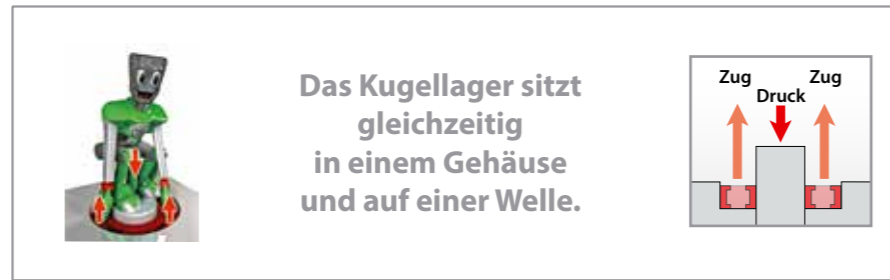 Das Kugellager sitzt
gleichzeitig
in einem Gehäuse
und auf einer Welle.
Zug Zug
Druck